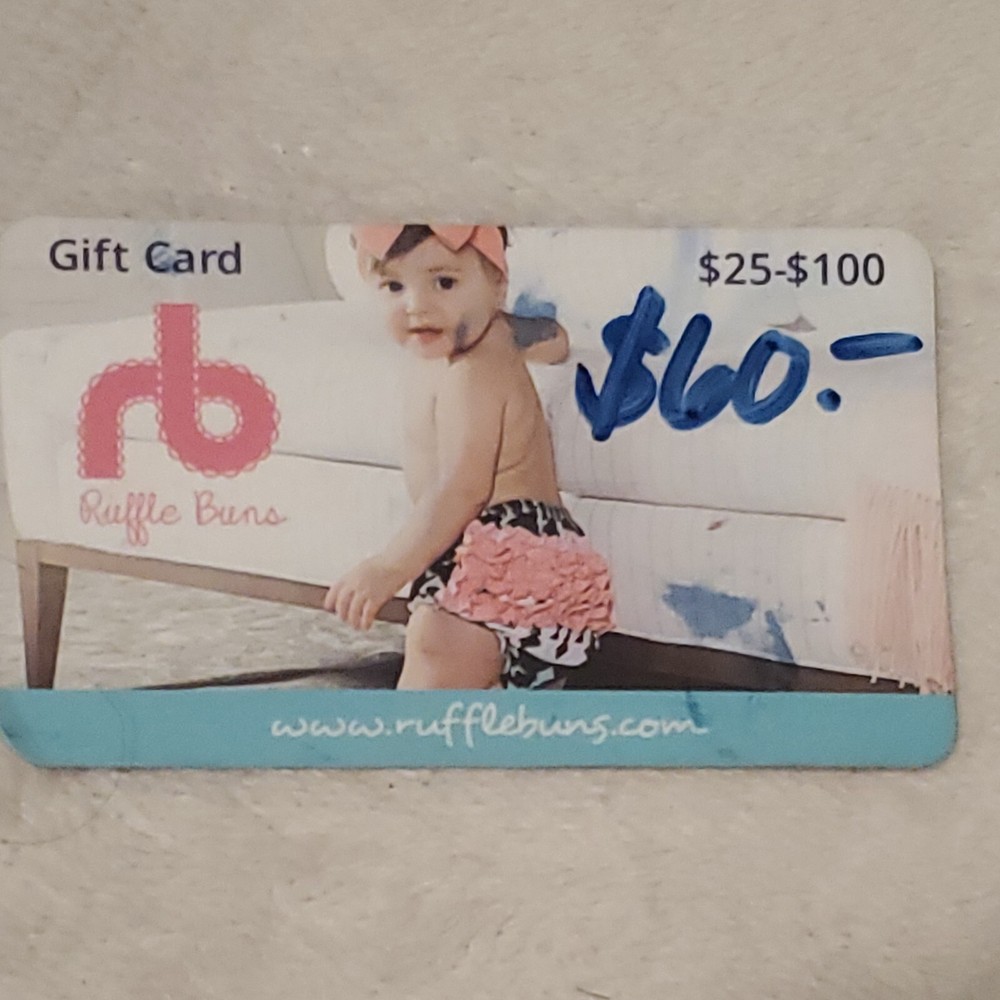 Gift Card
$25-$100
$60.-
rb
Ruffle Buns
www.rufflebuns.com